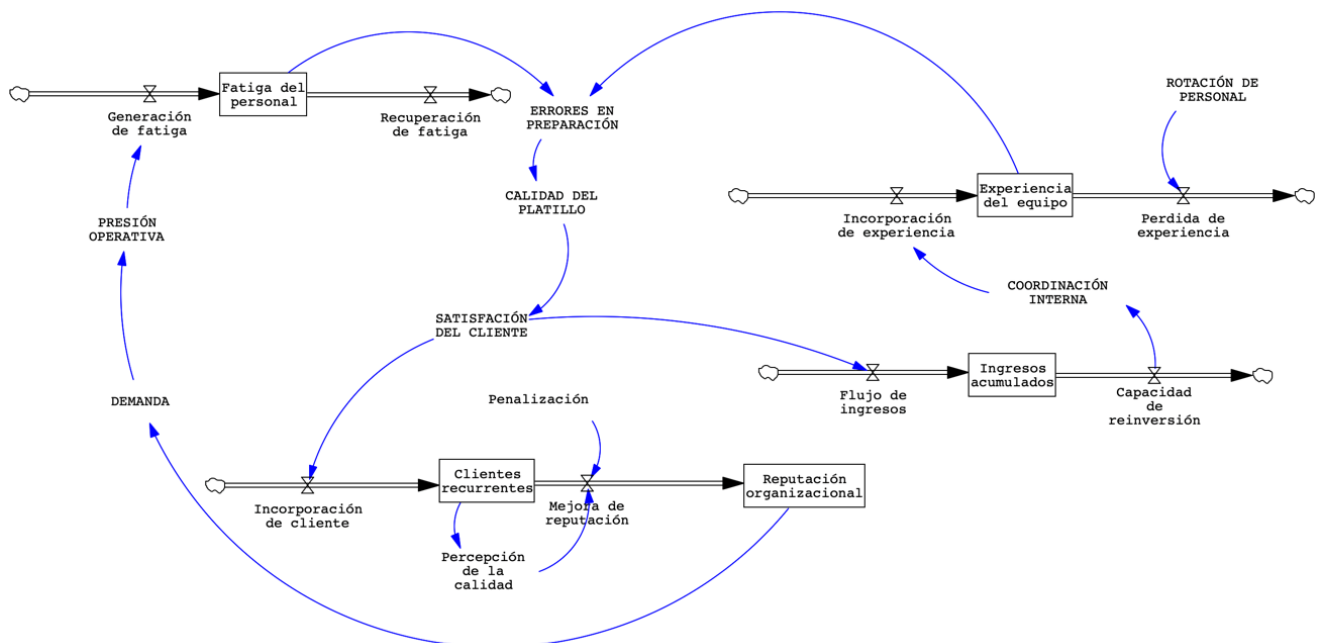 Fatiga del
personal
Generación
de fatiga
Recuperación
de fatiga
ERRORES EN
PREPARACIÓN
ROTACIÓN DE
PERSONAL
CALIDAD DEL
PLATILLO
Experiencia
del equipo
Incorporación
de experiencia
Perdida de
experiencia
PRESIÓN
OPERATIVA
COORDINACIÓN
INTERNA
SATISFACCIÓN
DEL CLIENTE
Ingresos
acumulados
Flujo de
ingresos
Capacidad
de
reinversión
DEMANDA
Penalización
Clientes
recurrentes
Reputación
organizacional
Incorporación
de cliente
Mejora de
reputación
Percepción
de la
calidad